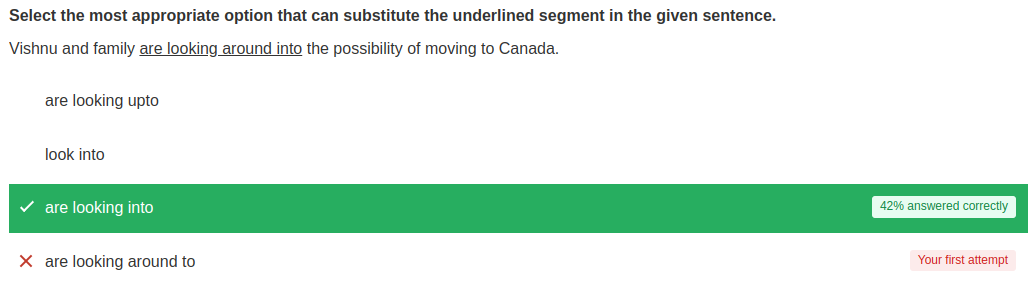 Select the most appropriate option that can substitute the underlined segment in the given sentence.
Vishnu and family are looking around into the possibility of moving to Canada.
are looking upto
look into
are looking into
42% answered correctly
are looking around to
Your first attempt